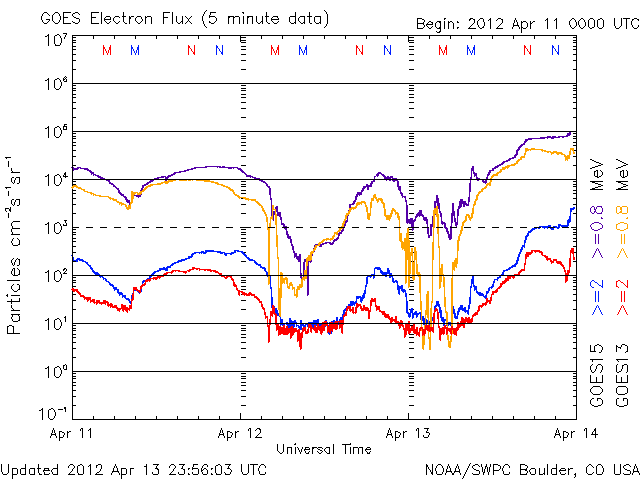 GOES Electron Flux (5 minute data) Begin: 2012 Apr 11 0000 UTC
M M N N M M N N M M N N
10⁷
10⁶
10⁵
10⁴
10³
10²
10¹
10⁰
10⁻¹
Particles cm⁻²s⁻¹sr⁻¹
Apr 11 Apr 12 Apr 13 Apr 14
Universal Time
GOES15 >=2 >=0.8 MeV
GOES13 >=2 >=0.8 MeV
Updated 2012 Apr 13 23:56:03 UTC NOAA/SWPC Boulder, CO USA